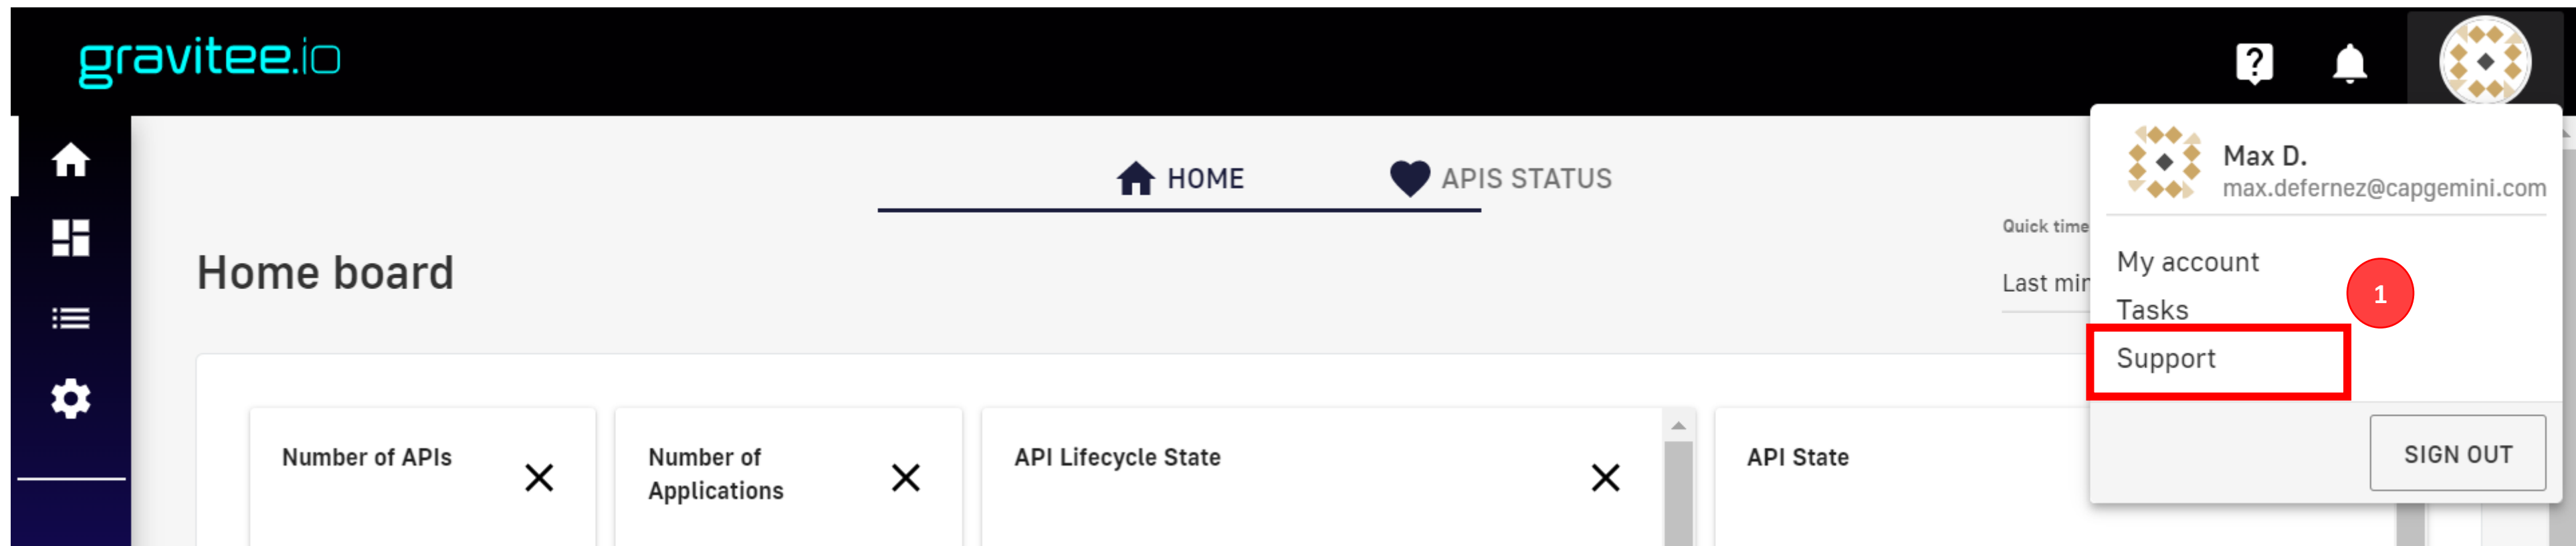 gravitee.io
?
HOME
APIS STATUS
Home board
Quick time
Last min
Max D.
max.defernez@capgemini.com
My account
Tasks
1
Support
SIGN OUT
Number of APIs
Number of
Applications
API Lifecycle State
API State